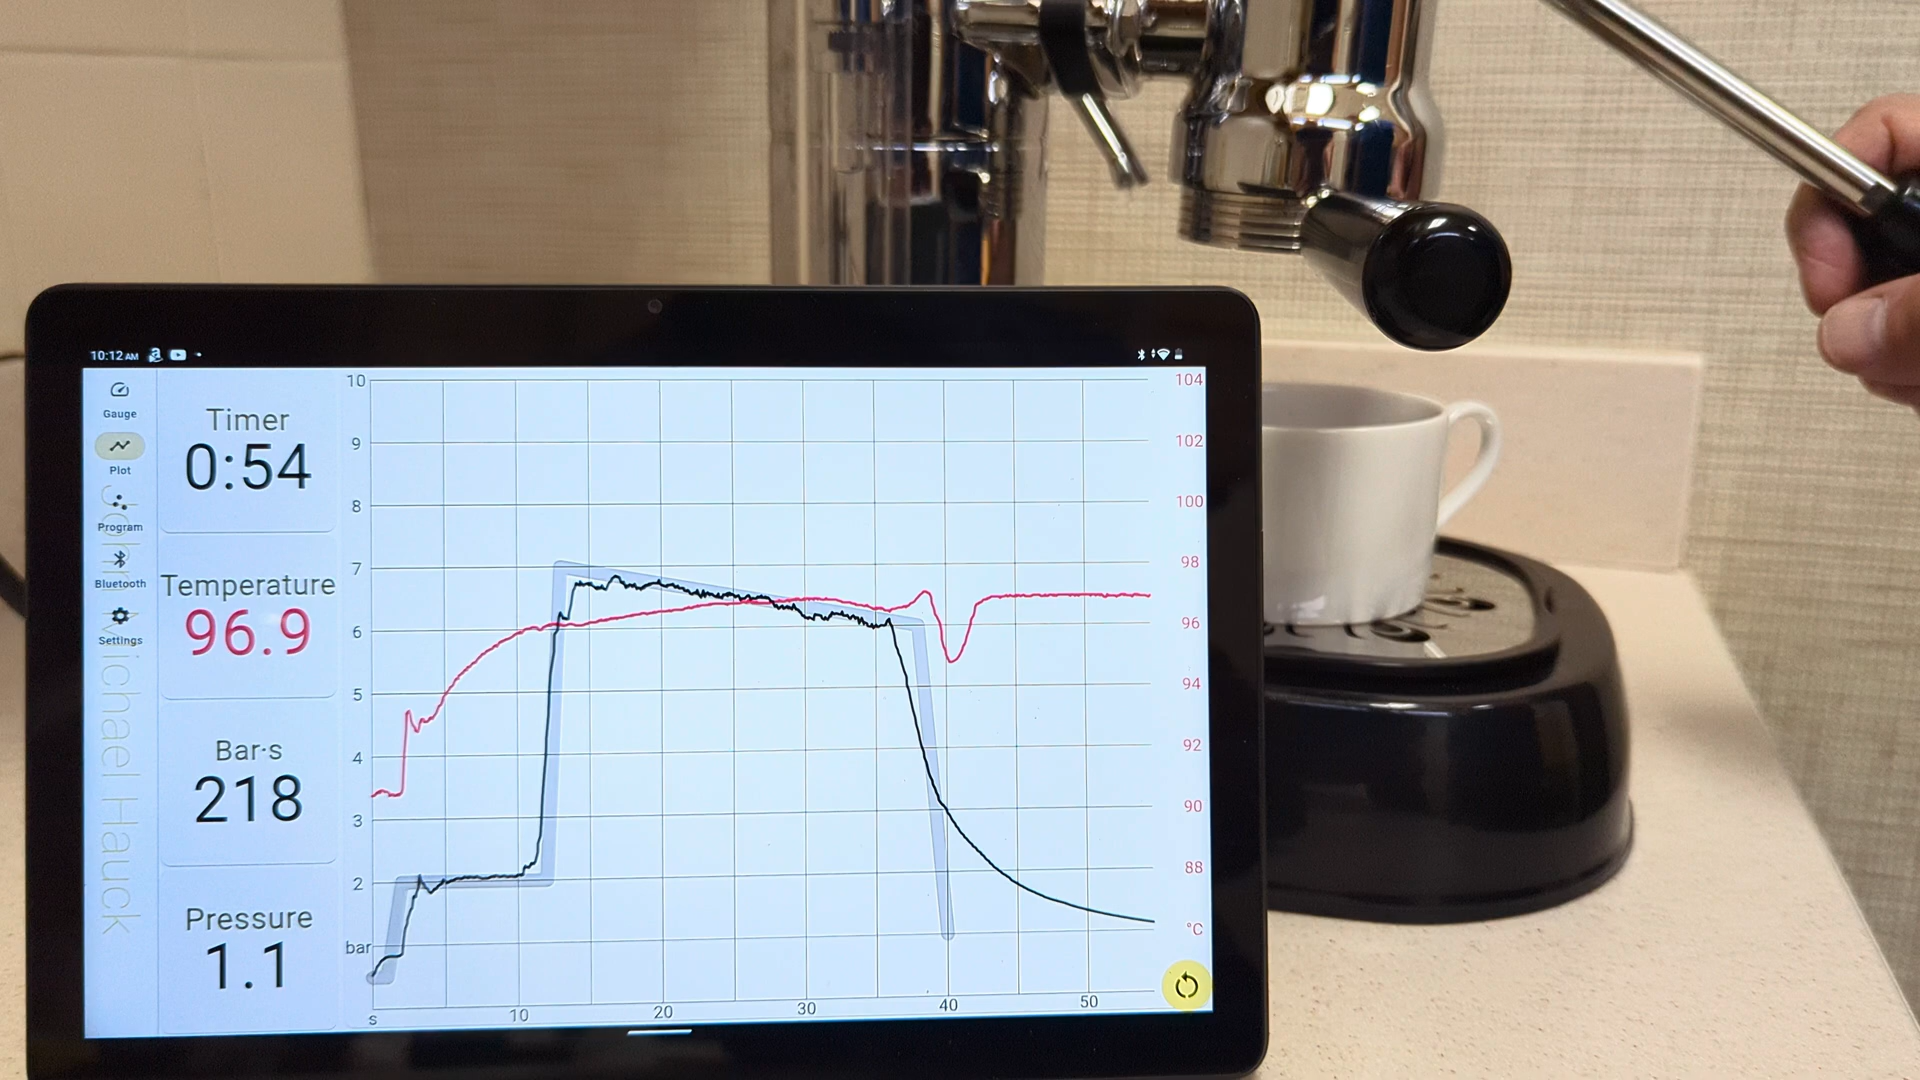 10:12 AM
Gauge
Plot
Program
Bluetooth
Settings
John Michael Hauck
Timer
0:54
Temperature
96.9
Bar·s
218
Pressure
1.1
10
9
8
7
6
5
4
3
2
bar
s
10
20
30
40
50
104
102
100
98
96
94
92
90
88
°C